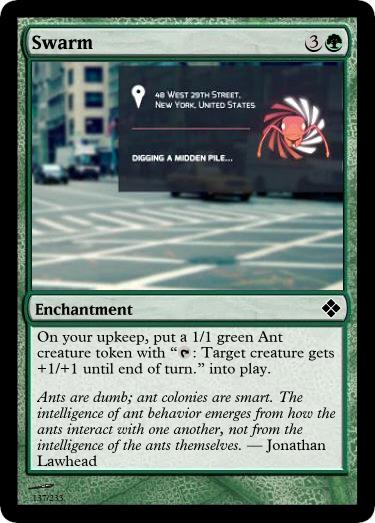 Swarm 3
48 West 29th Street,
New York, United States
Digging a midden pile...
Enchantment
On your upkeep, put a 1/1 green Ant
creature token with “: Target creature gets
+1/+1 until end of turn.” into play.
Ants are dumb; ant colonies are smart. The
intelligence of ant behavior emerges from how the
ants interact with one another, not from the
intelligence of the ants themselves. — Jonathan
Lawhead
137/233